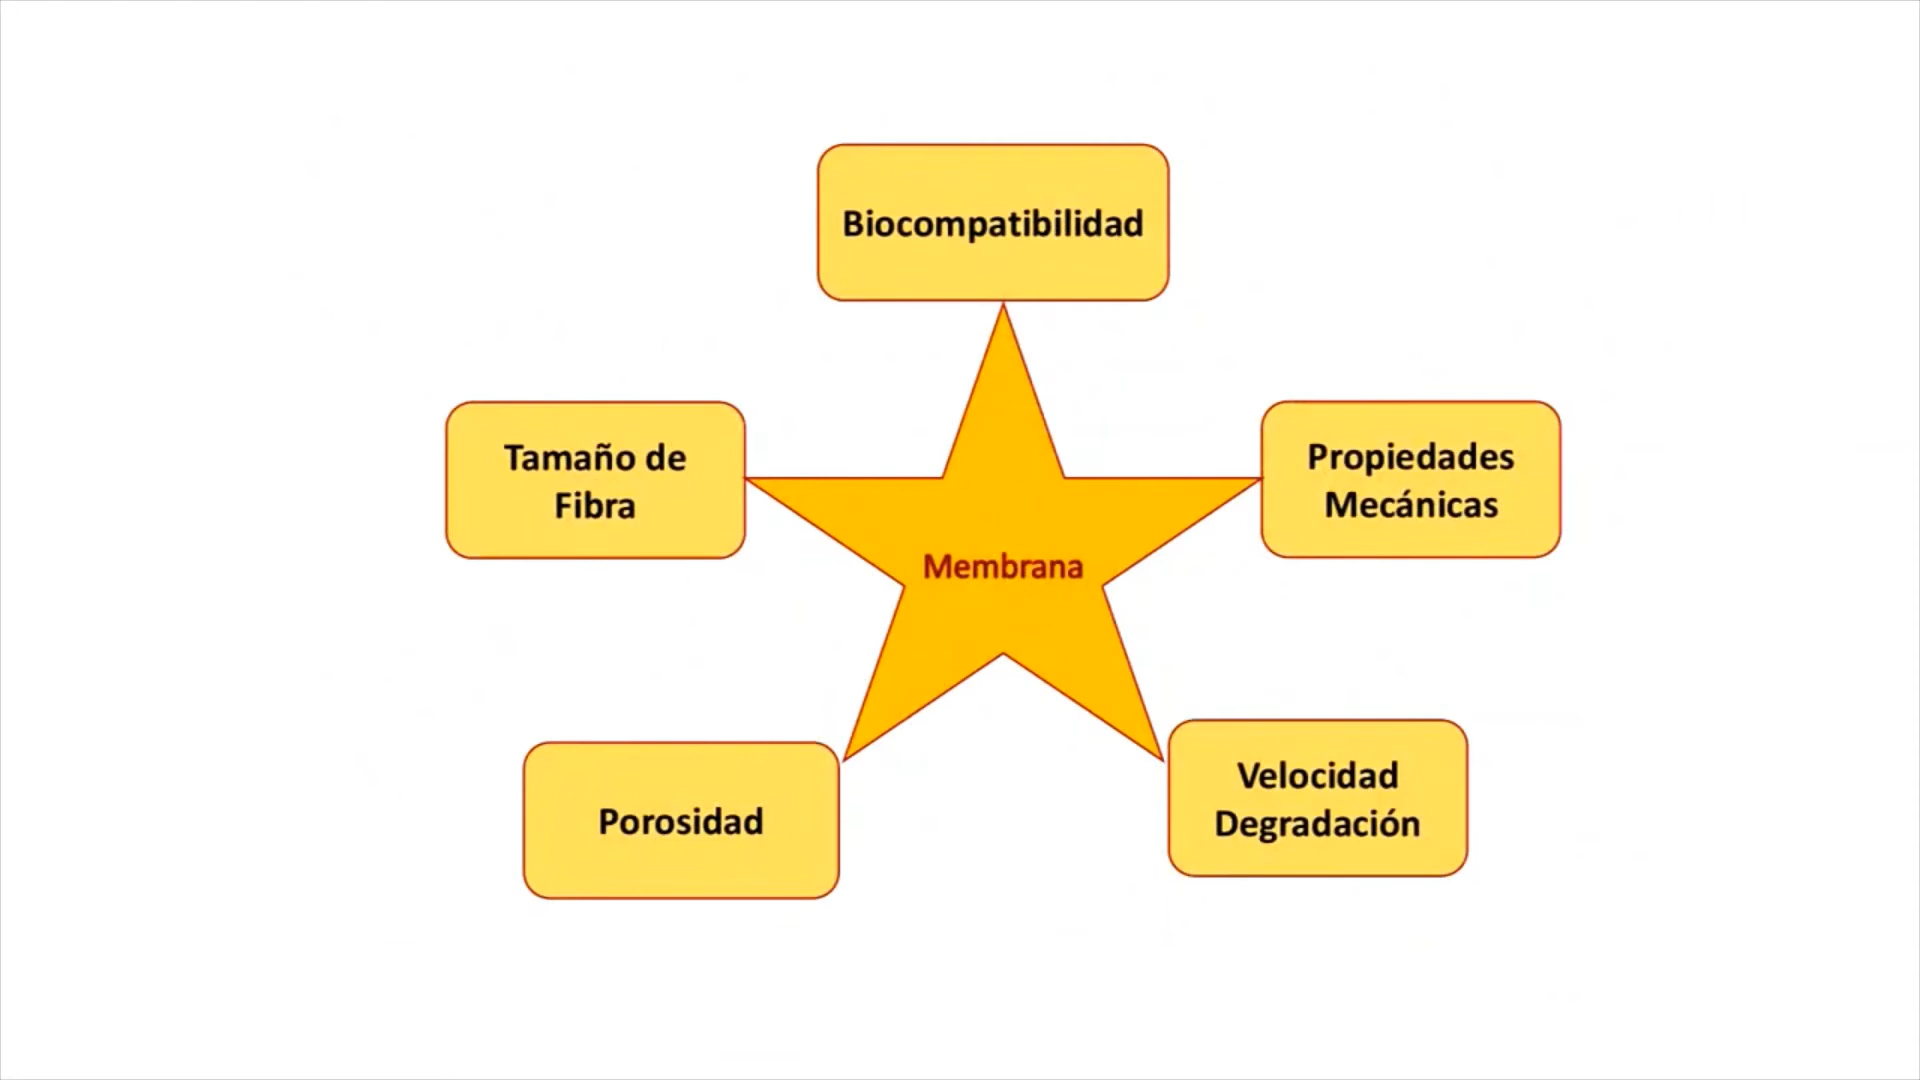 Biocompatibilidad
Tamaño de
Fibra
Propiedades
Mecánicas
Membrana
Porosidad
Velocidad
Degradación